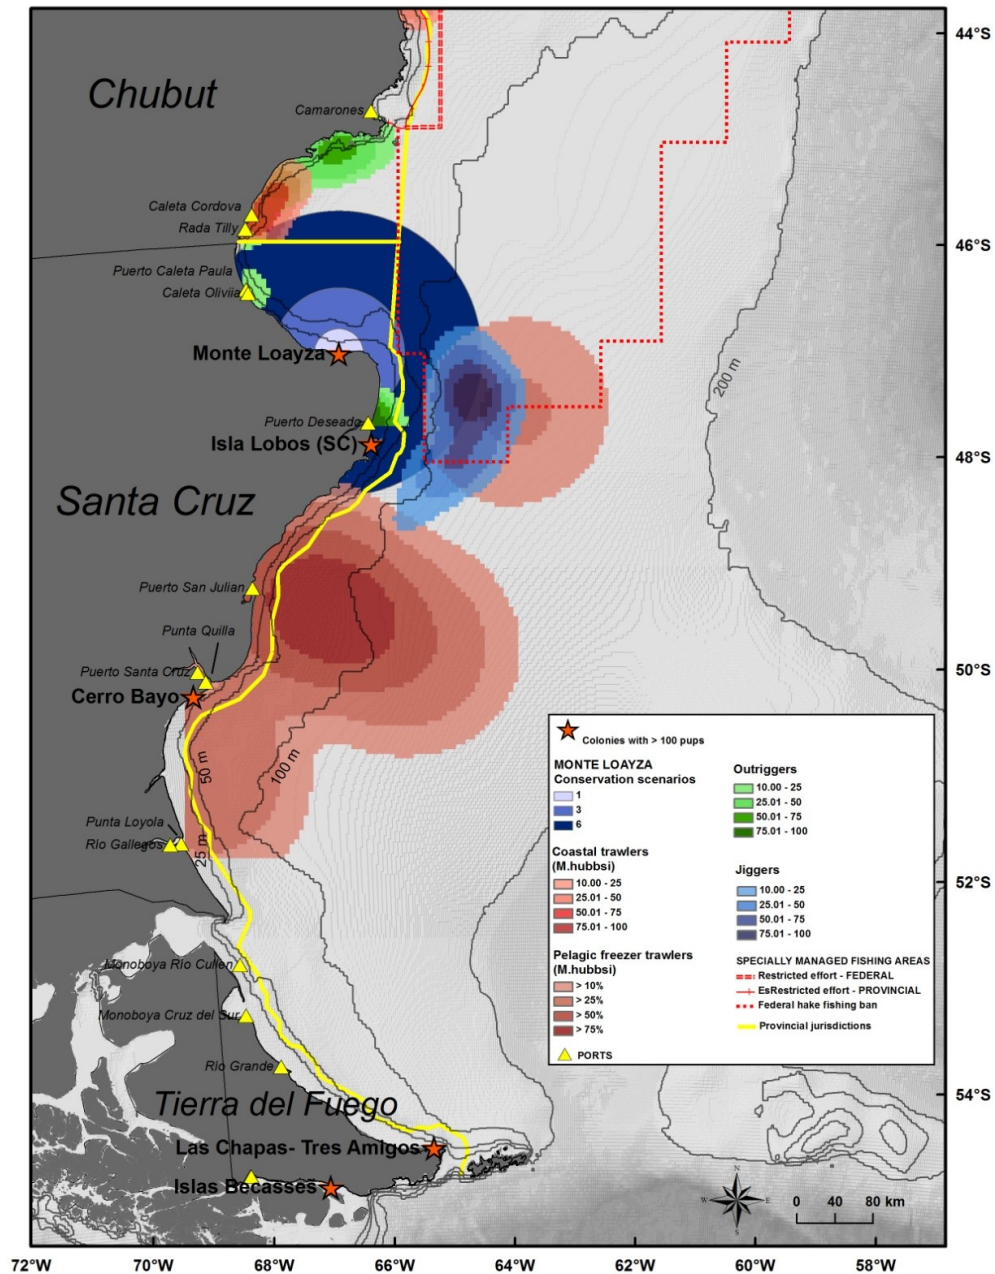 44°S
Chubut
Camarones
Caleta Cordova
Rada Tilly
46°S
Puerto Caleta Paula
Caleta Oliviia
Monte Loayza
200 m
Puerto Deseado
Isla Lobos (SC)
48°S
Santa Cruz
Puerto San Julian
Punta Quilla
Puerto Santa Cruz
50°S
Cerro Bayo
50 m
100 m
Punta Loyola
Río Gallegos
25 m
52°S
Monoboya Río Cullen
Monoboya Cruz del Sur
Río Grande
54°S
Tierra del Fuego
Las Chapas- Tres Amigos
Islas Becasses
Colonies with > 100 pups
MONTE LOAYZA
Conservation scenarios
1
3
6
Coastal trawlers
(M.hubbsi)
10.00 - 25
25.01 - 50
50.01 - 75
75.01 - 100
Pelagic freezer trawlers
(M.hubbsi)
> 10%
> 25%
> 50%
> 75%
PORTS
Outriggers
10.00 - 25
25.01 - 50
50.01 - 75
75.01 - 100
Jiggers
10.00 - 25
25.01 - 50
50.01 - 75
75.01 - 100
SPECIALLY MANAGED FISHING AREAS
Restricted effort - FEDERAL
EsRestricted effort - PROVINCIAL
Federal hake fishing ban
Provincial jurisdictions
N
W E
S
0 40 80 km
72°W 70°W 68°W 66°W 64°W 62°W 60°W 58°W